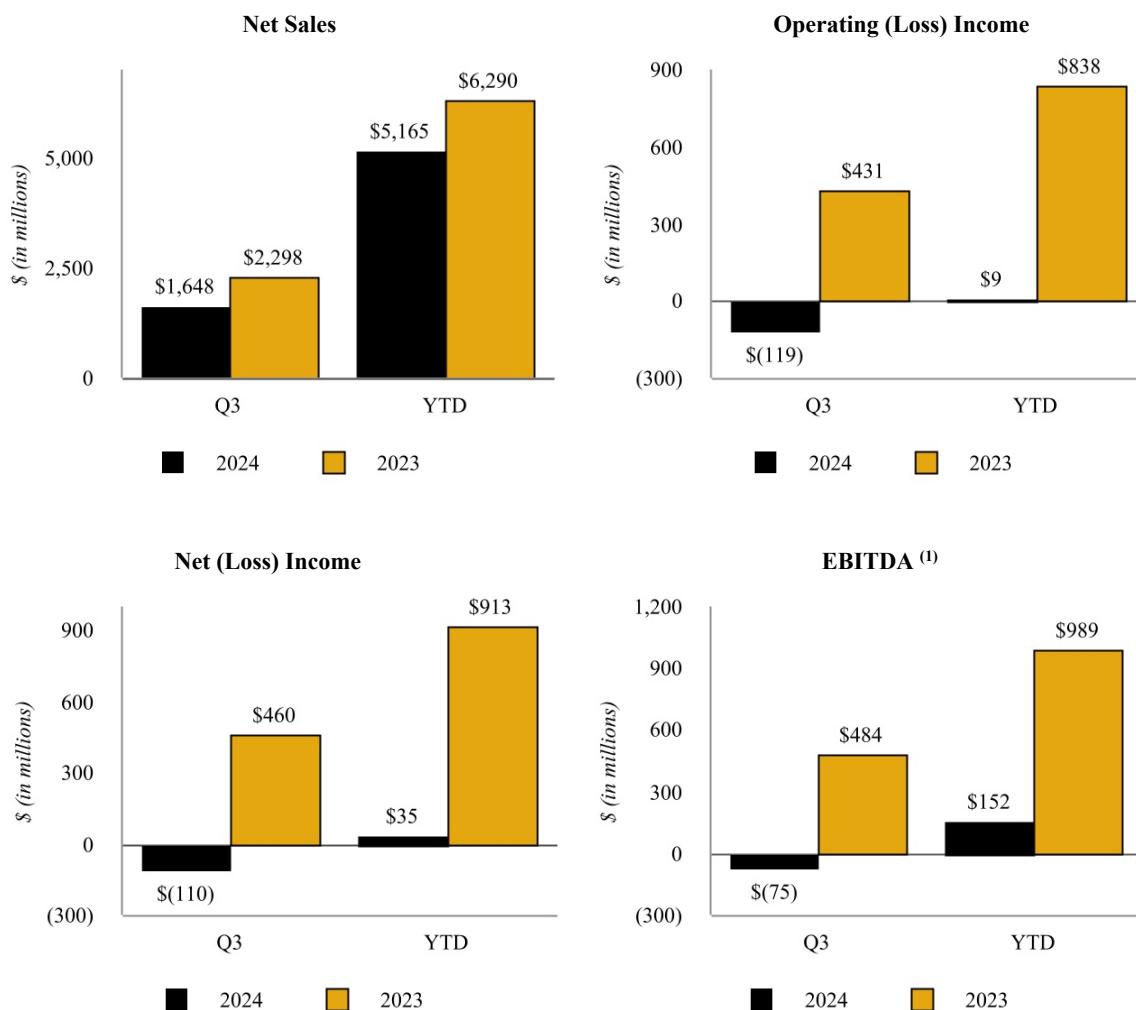 Net Sales
$ (in millions)
5,000
2,500
0
$1,648
$2,298
$5,165
$6,290
Q3
YTD
2024
2023
Operating (Loss) Income
$ (in millions)
900
600
300
0
(300)
$(119)
$431
$9
$838
Q3
YTD
2024
2023
Net (Loss) Income
$ (in millions)
900
600
300
0
(300)
$(110)
$460
$35
$913
Q3
YTD
2024
2023
EBITDA (1)
$ (in millions)
1,200
900
600
300
0
(300)
$(75)
$484
$152
$989
Q3
YTD
2024
2023